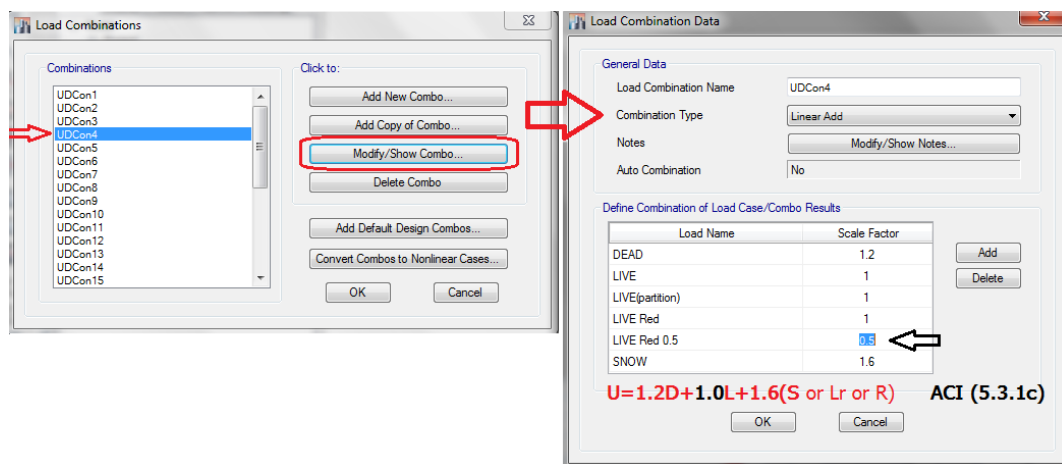 Load Combinations
Combinations
UDCon1
UDCon2
UDCon3
UDCon4
UDCon5
UDCon6
UDCon7
UDCon8
UDCon9
UDCon10
UDCon11
UDCon12
UDCon13
UDCon14
UDCon15
Click to:
Add New Combo...
Add Copy of Combo...
Modify/Show Combo...
Delete Combo
Add Default Design Combos...
Convert Combos to Nonlinear Cases...
OK Cancel
Load Combination Data
General Data
Load Combination Name UDCon4
Combination Type Linear Add
Notes Modify/Show Notes...
Auto Combination No
Define Combination of Load Case/Combo Results
Load Name Scale Factor
DEAD 1.2
LIVE 1
LIVE(partition) 1
LIVE Red 1
LIVE Red 0.5 0.5
SNOW 1.6
Add
Delete
U=1.2D+1.0L+1.6(S or Lr or R) ACI (5.3.1c)
OK Cancel